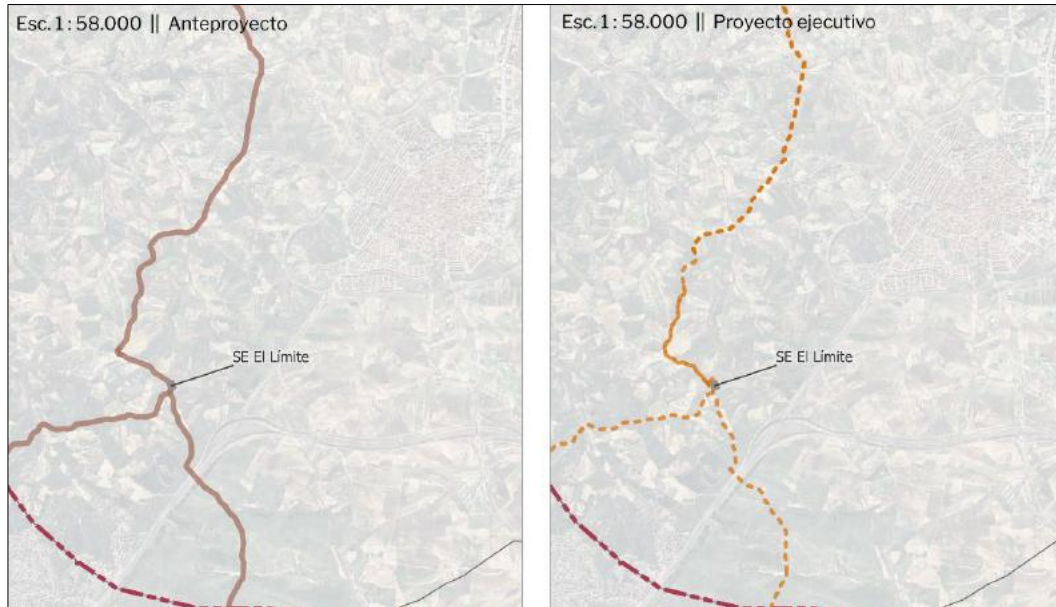 Esc. 1:58.000 || Anteproyecto
SE El Límite
Esc. 1:58.000 || Proyecto ejecutivo
SE El Límite